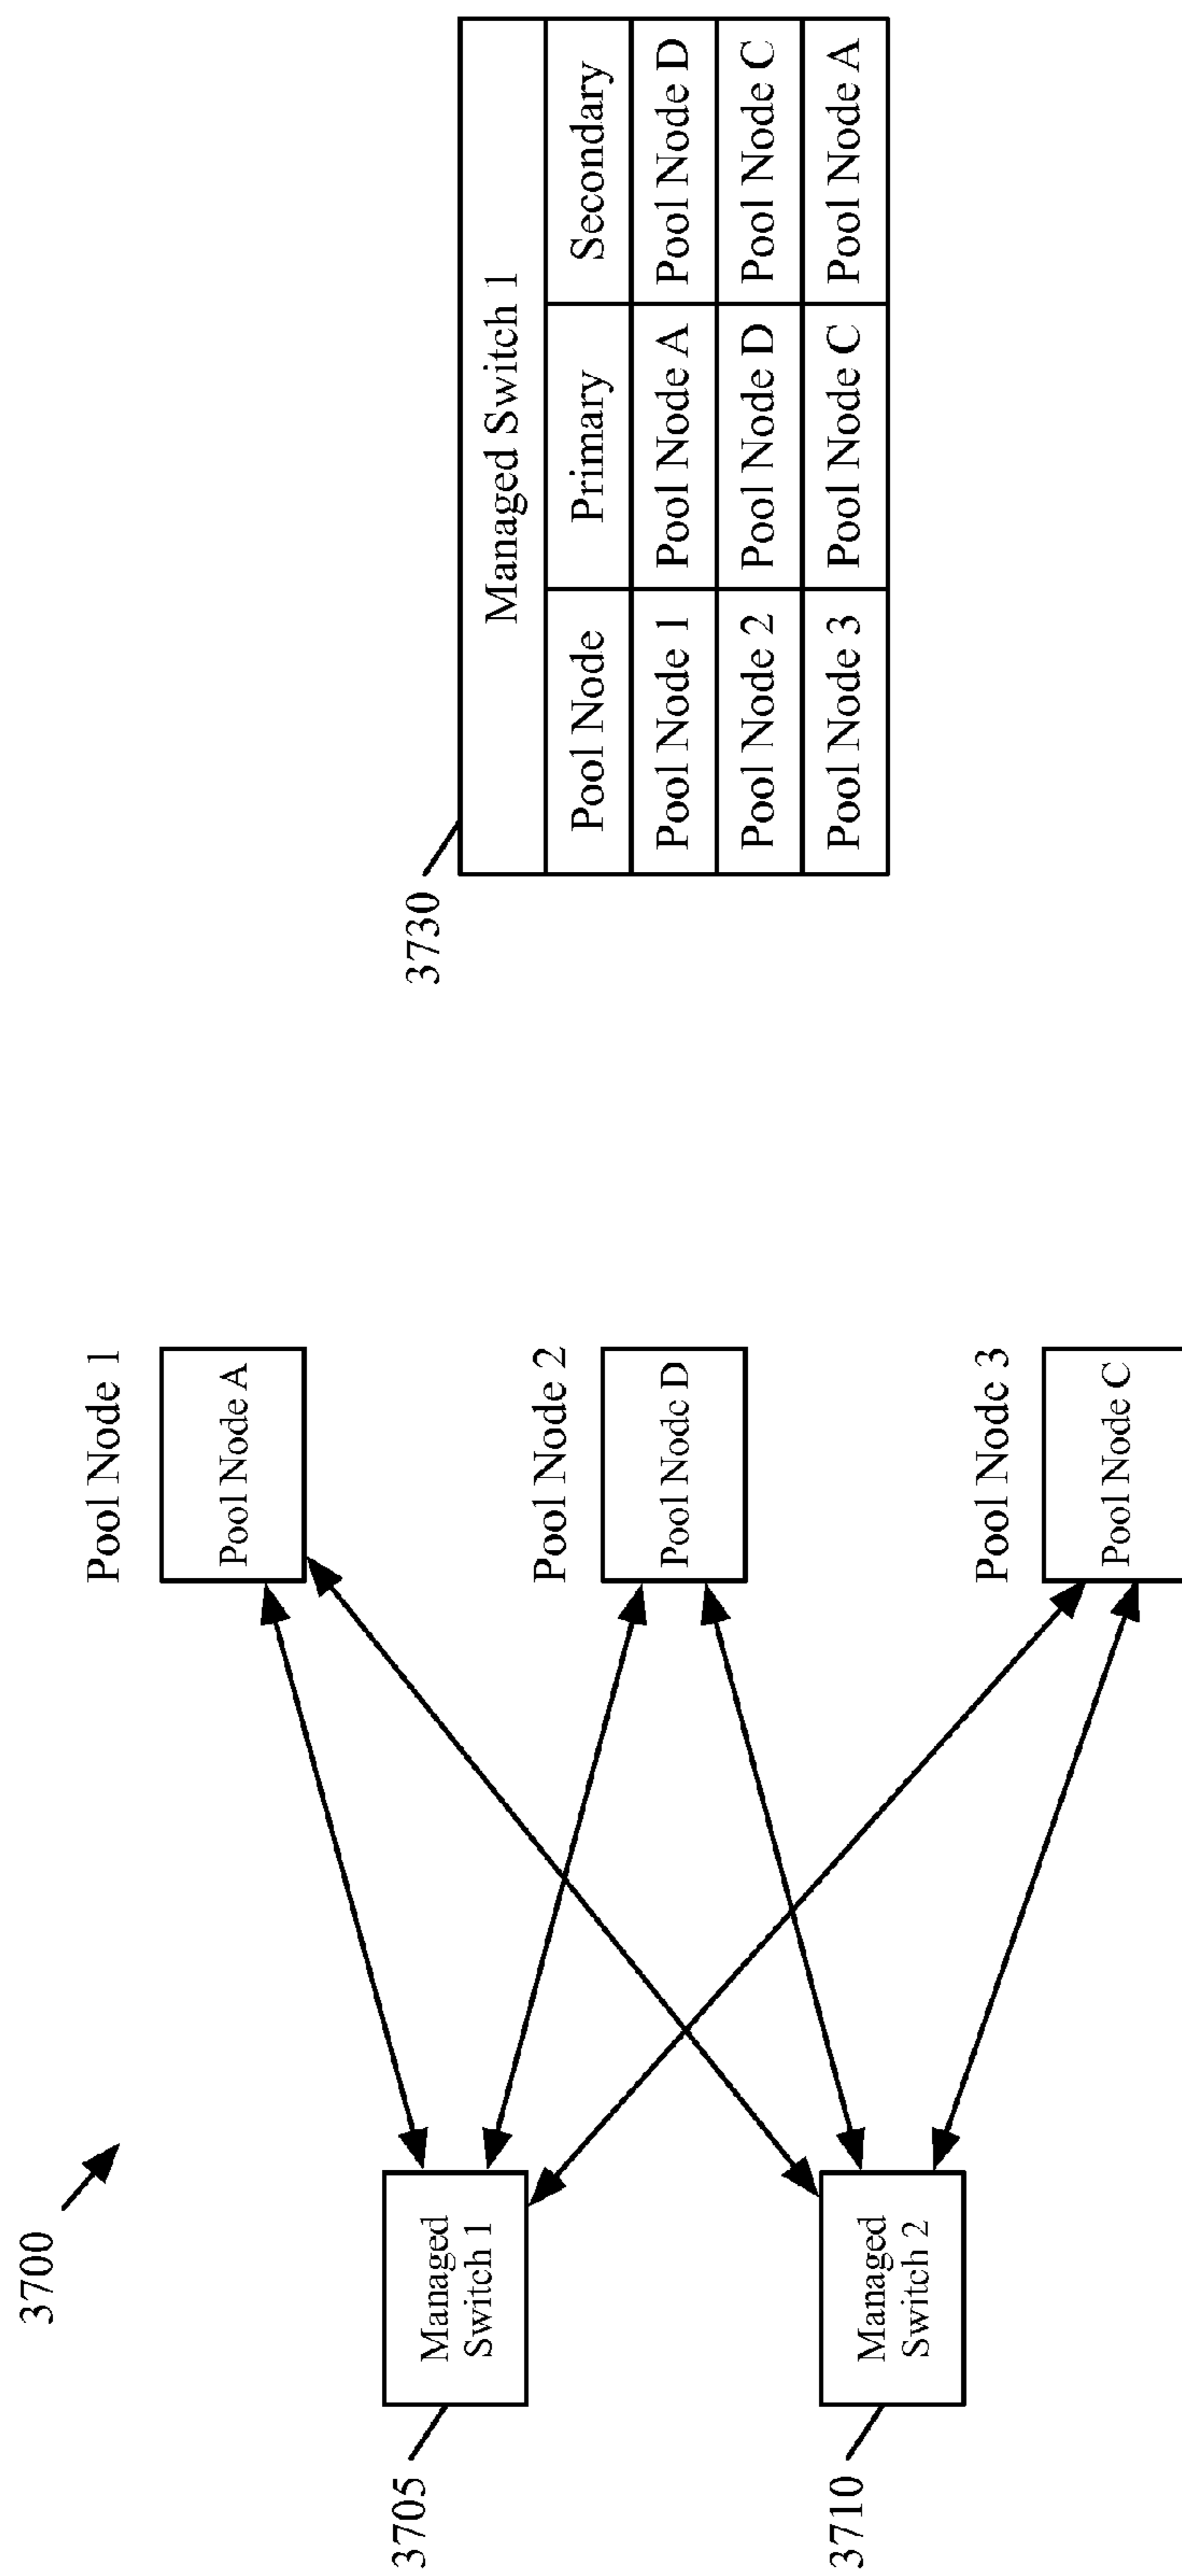 3700
Pool Node 1
Pool Node A
3705
Managed
Switch 1
Pool Node 2
Pool Node D
3710
Managed
Switch 2
Pool Node 3
Pool Node C
3730
Managed Switch 1
Pool Node Primary Secondary
Pool Node 1 Pool Node A Pool Node D
Pool Node 2 Pool Node D Pool Node C
Pool Node 3 Pool Node C Pool Node A